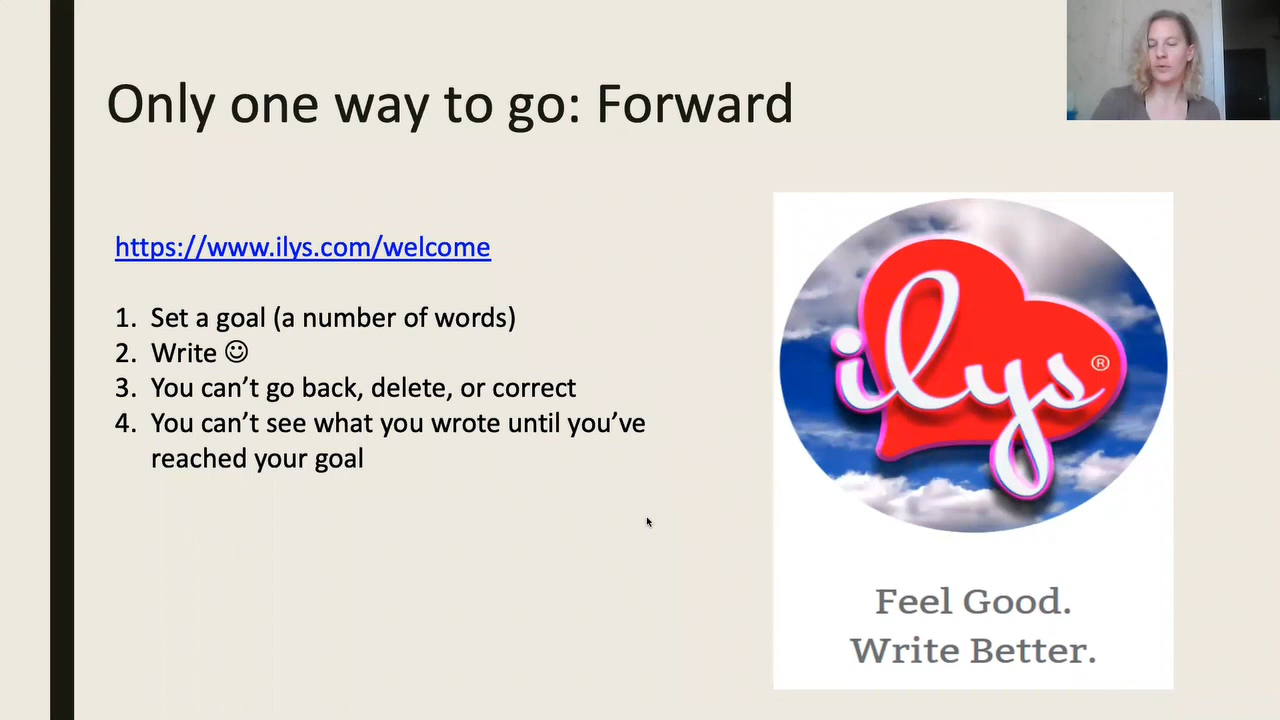 Only one way to go: Forward
https://www.ilys.com/welcome
1. Set a goal (a number of words)
2. Write ☺
3. You can’t go back, delete, or correct
4. You can’t see what you wrote until you’ve
reached your goal
ilys®
Feel Good.
Write Better.